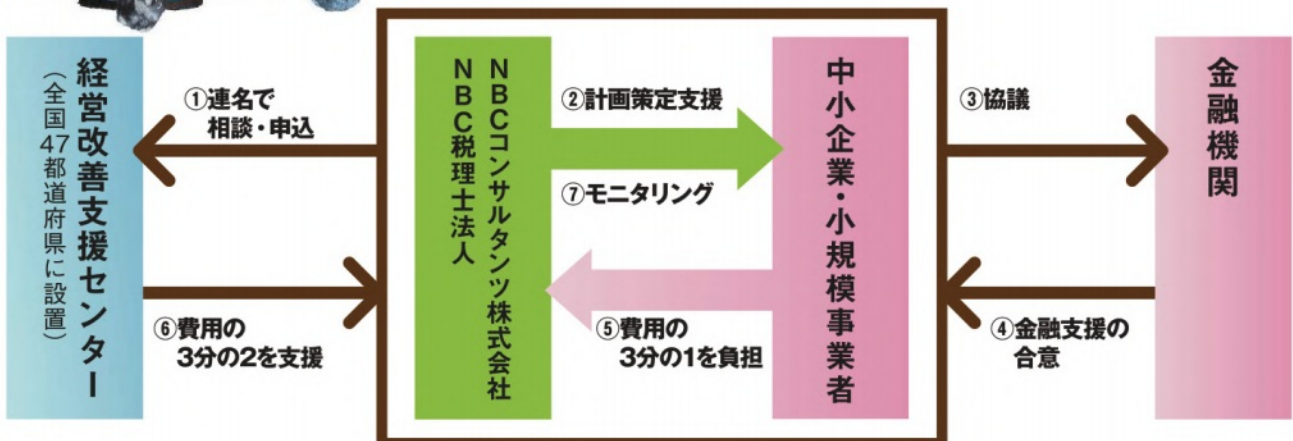 経営改善支援センター
（全国47都道府県に設置）
①連名で
相談・申込
⑥費用の
3分の2を支援
NBCコンサルタンツ株式会社
NBC税理士法人
②計画策定支援
⑦モニタリング
⑤費用の
3分の1を負担
中小企業・小規模事業者
③協議
④金融支援の
合意
金融機関